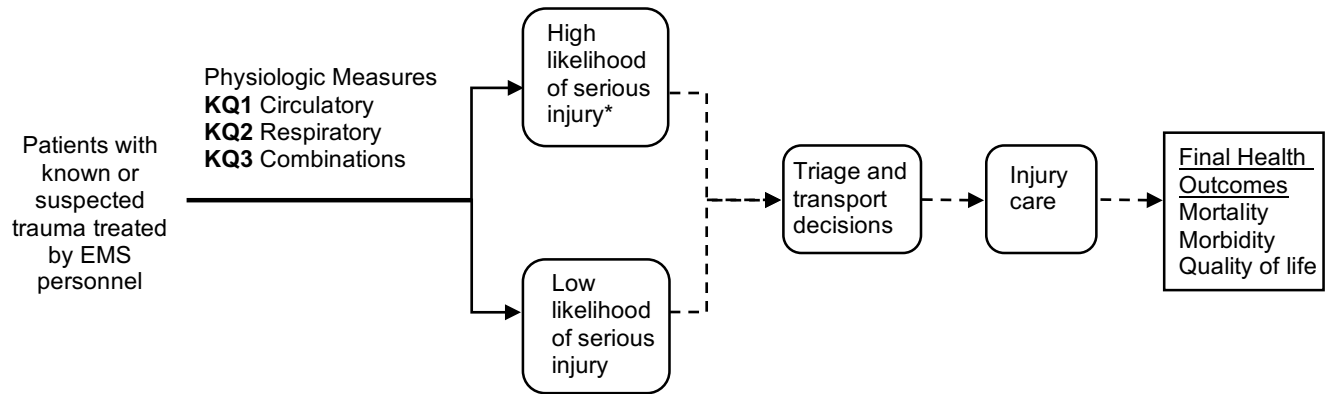 Patients with
known or
suspected
trauma treated
by EMS
personnel
Physiologic Measures
KQ1 Circulatory
KQ2 Respiratory
KQ3 Combinations
High
likelihood
of serious
injury*
Low
likelihood
of serious
injury
Triage and
transport
decisions
Injury
care
Final Health
Outcomes
Mortality
Morbidity
Quality of life